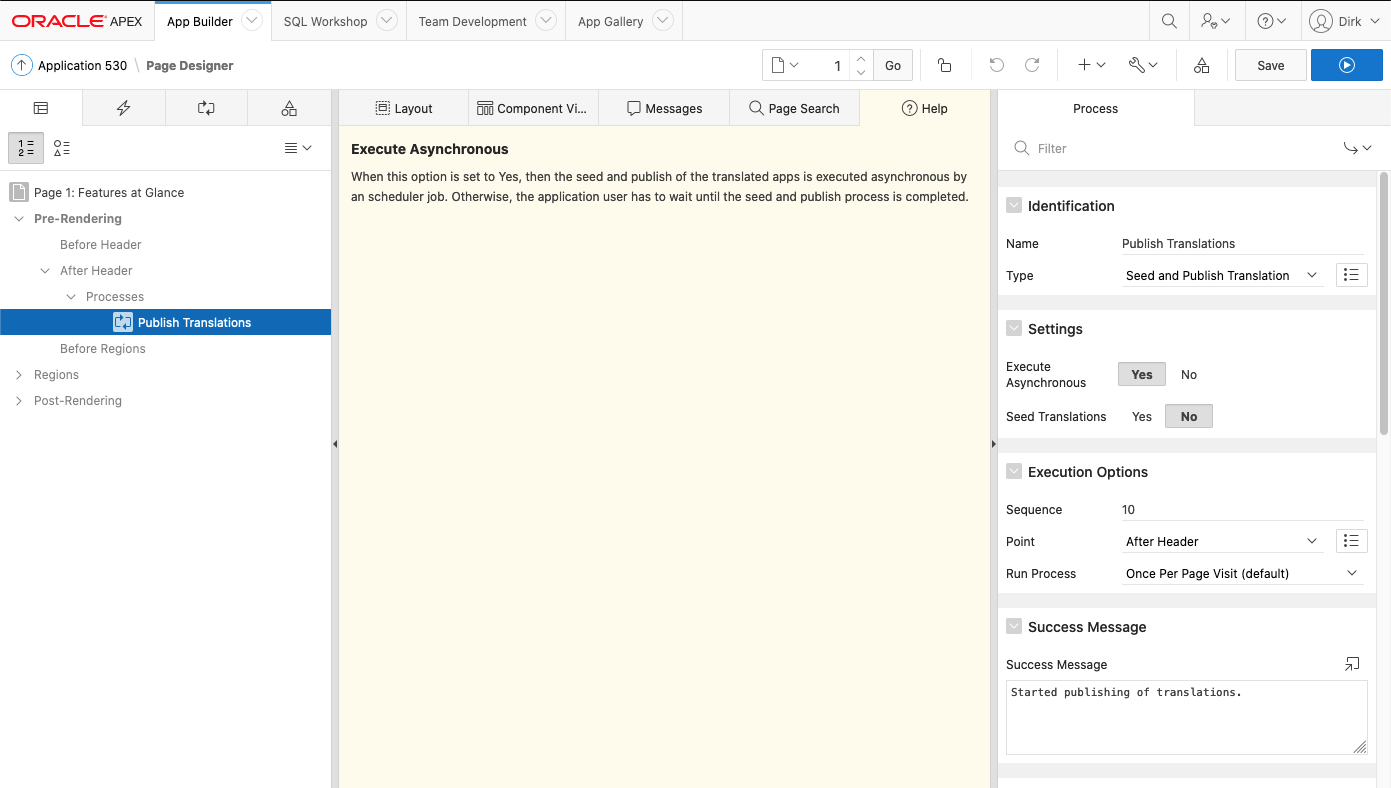 ORACLE APEX App Builder SQL Workshop Team Development App Gallery Dirk
Application 530 \ Page Designer 1 Go Save
Layout Component Vi... Messages Page Search Help Process
Filter
Page 1: Features at Glance
Pre-Rendering
Before Header
After Header
Processes
Publish Translations
Before Regions
Regions
Post-Rendering
Execute Asynchronous
When this option is set to Yes, then the seed and publish of the translated apps is executed asynchronous by
an scheduler job. Otherwise, the application user has to wait until the seed and publish process is completed.
Identification
Name Publish Translations
Type Seed and Publish Translation
Settings
Execute
Asynchronous Yes No
Seed Translations Yes No
Execution Options
Sequence 10
Point After Header
Run Process Once Per Page Visit (default)
Success Message
Success Message
Started publishing of translations.